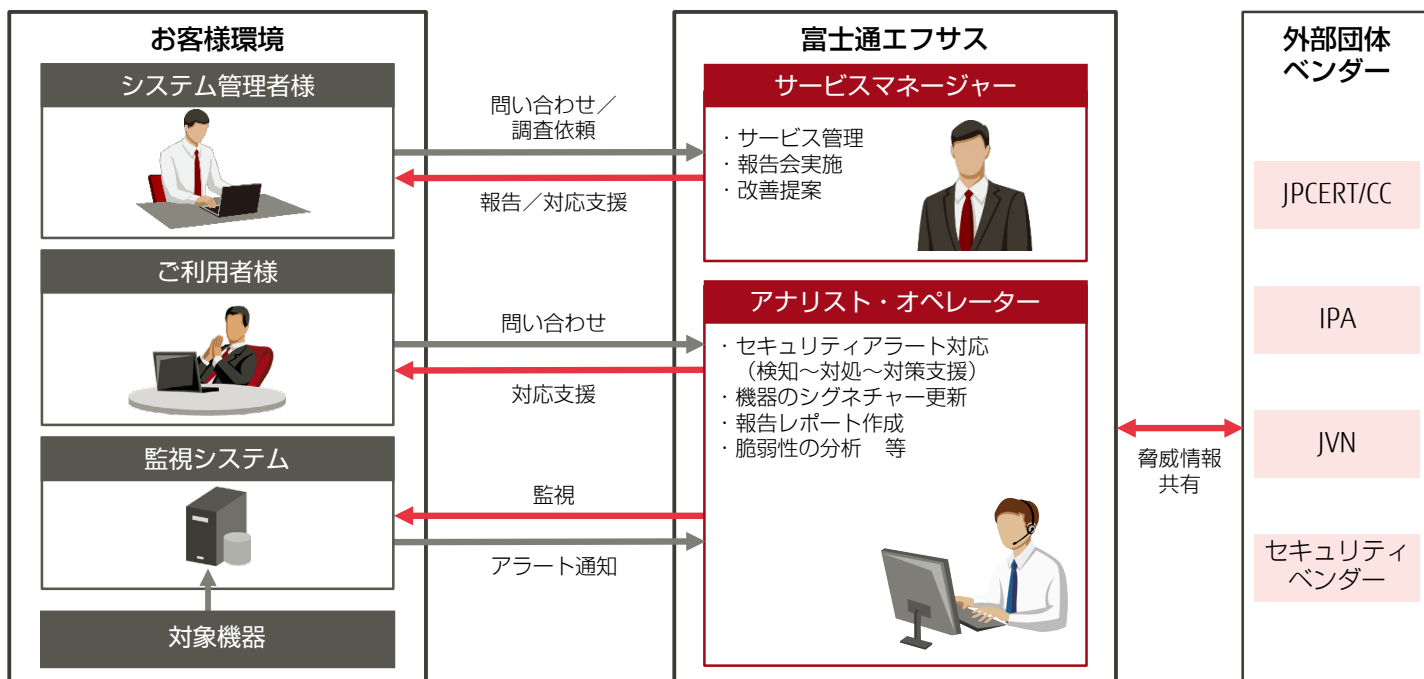 お客様環境
システム管理者様
ご利用者様
監視システム
対象機器
問い合わせ／
調査依頼
報告／対応支援
問い合わせ
対応支援
監視
アラート通知
富士通エフサス
サービスマネージャー
・サービス管理
・報告会実施
・改善提案
アナリスト・オペレーター
・セキュリティアラート対応
（検知～対処～対策支援）
・機器のシグネチャー更新
・報告レポート作成
・脆弱性の分析　等
脅威情報
共有
外部団体
ベンダー
JPCERT/CC
IPA
JVN
セキュリティ
ベンダー